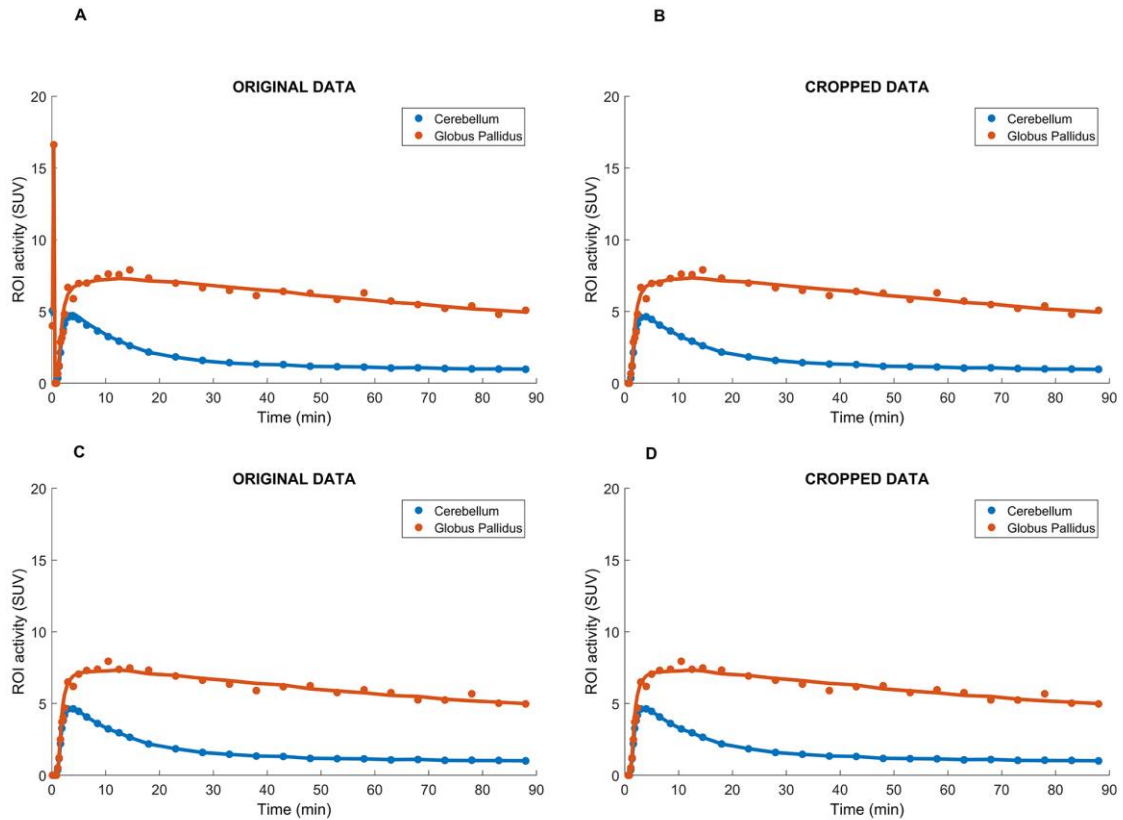 A
ORIGINAL DATA
Cerebellum
Globus Pallidus
ROI activity (SUV)
20
15
10
5
0
0 10 20 30 40 50 60 70 80 90
Time (min)
B
CROPPED DATA
Cerebellum
Globus Pallidus
ROI activity (SUV)
20
15
10
5
0
0 10 20 30 40 50 60 70 80 90
Time (min)
C
ORIGINAL DATA
Cerebellum
Globus Pallidus
ROI activity (SUV)
20
15
10
5
0
0 10 20 30 40 50 60 70 80 90
Time (min)
D
CROPPED DATA
Cerebellum
Globus Pallidus
ROI activity (SUV)
20
15
10
5
0
0 10 20 30 40 50 60 70 80 90
Time (min)